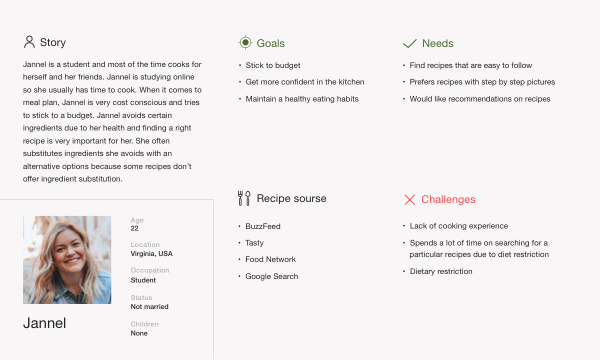 Story
Jannel is a student and most of the time cooks for
herself and her friends. Jannel is studying online
so she usually has time to cook. When it comes to
meal plan, Jannel is very cost conscious and tries
to stick to a budget. Jannel avoids certain
ingredients due to her health and finding a right
recipe is very important for her. She often
substitutes ingredients she avoids with an
alternative options because some recipes don't
offer ingredient substitution.
Goals
• Stick to budget
• Get more confident in the kitchen
• Maintain a healthy eating habits
Needs
• Find recipes that are easy to follow
• Prefers recipes with step by step pictures
• Would like recommendations on recipes
Age
22
Location
Virginia, USA
Occupation
Student
Status
Not married
Children
None
Jannel
Recipe sourse
• BuzzFeed
• Tasty
• Food Network
• Google Search
Challenges
• Lack of cooking experience
• Spends a lot of time on searching for a
particular recipes due to diet restriction
• Dietary restriction